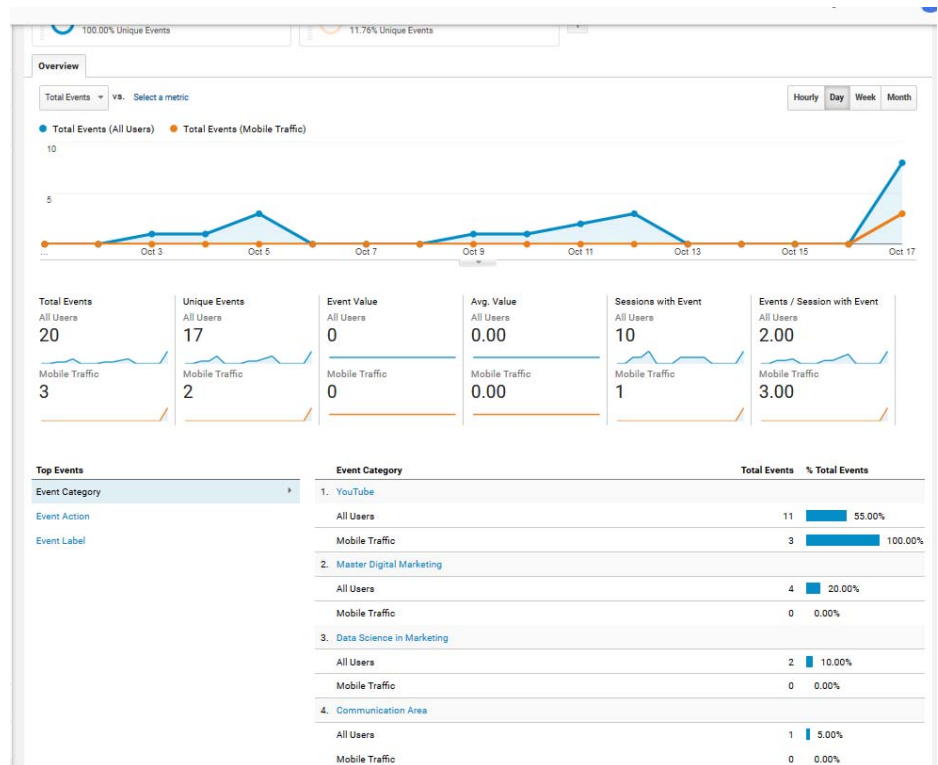 100.00% Unique Events
11.76% Unique Events
Overview
Total Events vs. Select a metric
Hourly Day Week Month
Total Events (All Users) Total Events (Mobile Traffic)
10
5
... Oct 3 Oct 5 Oct 7 Oct 9 Oct 11 Oct 13 Oct 15 Oct 17
Total Events Unique Events Event Value Avg. Value Sessions with Event Events / Session with Event
All Users All Users All Users All Users All Users All Users
20 17 0 0.00 10 2.00
Mobile Traffic Mobile Traffic Mobile Traffic Mobile Traffic Mobile Traffic Mobile Traffic
3 2 0 0.00 1 3.00
Top Events
Event Category
Event Action
Event Label
Event Category Total Events % Total Events
1. YouTube
All Users 11 55.00%
Mobile Traffic 3 100.00%
2. Master Digital Marketing
All Users 4 20.00%
Mobile Traffic 0 0.00%
3. Data Science in Marketing
All Users 2 10.00%
Mobile Traffic 0 0.00%
4. Communication Area
All Users 1 5.00%
Mobile Traffic 0 0.00%